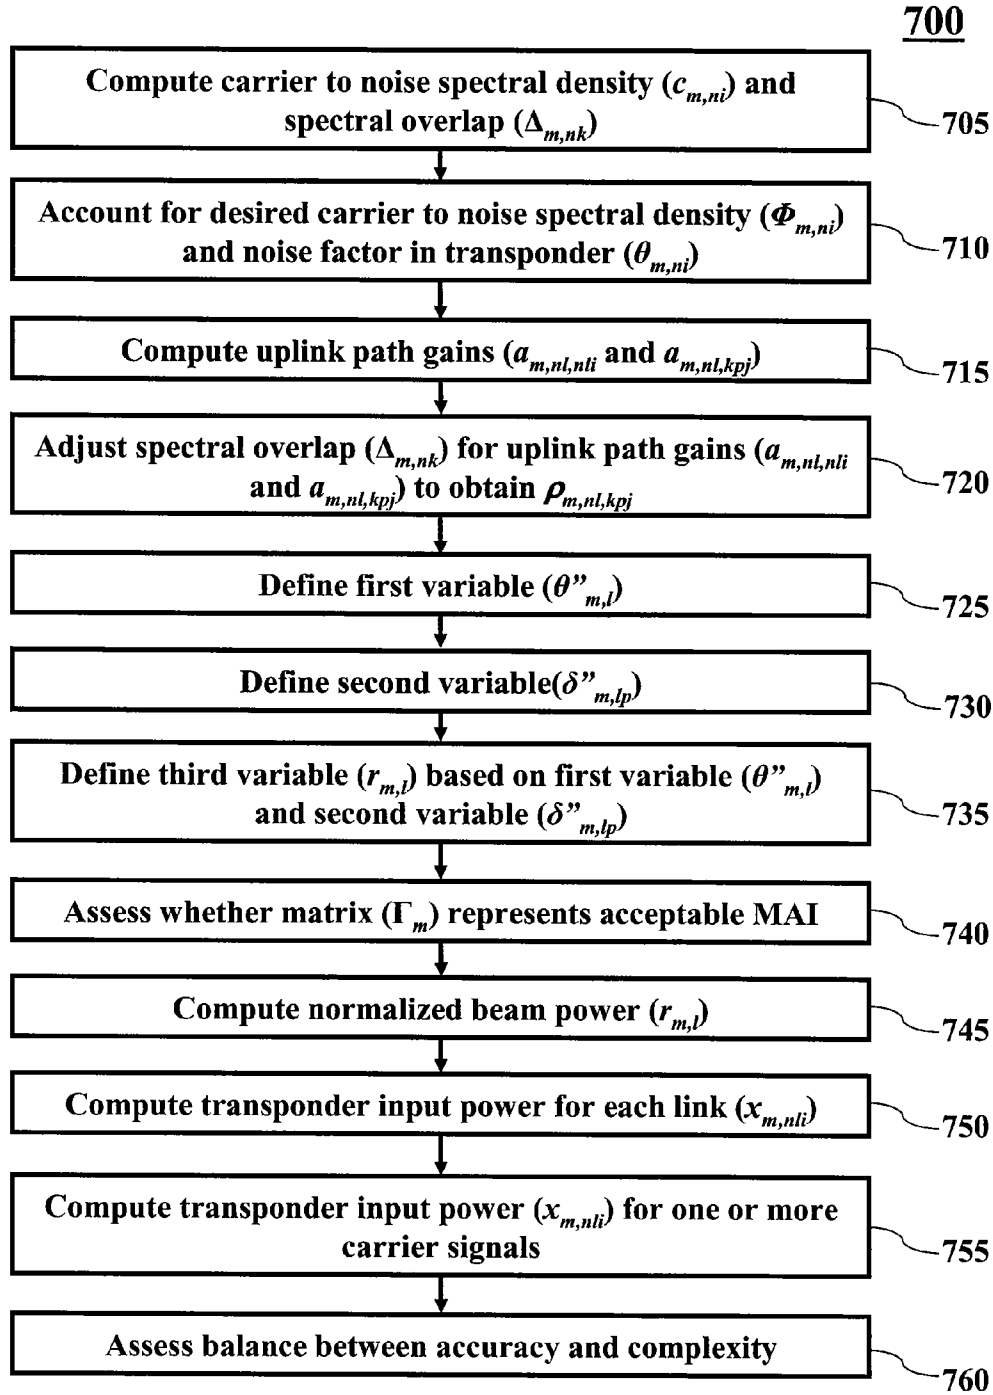 700
Compute carrier to noise spectral density (c_{m,ni}) and
spectral overlap (Δ_{m,nk})
705
Account for desired carrier to noise spectral density (Φ_{m,ni})
and noise factor in transponder (θ_{m,ni})
710
Compute uplink path gains (a_{m,nl,nli} and a_{m,nl,kpj})
715
Adjust spectral overlap (Δ_{m,nk}) for uplink path gains (a_{m,nl,nli}
and a_{m,nl,kpj}) to obtain ρ_{m,nl,kpj}
720
Define first variable (θ”_{m,l})
725
Define second variable(δ”_{m,lp})
730
Define third variable (r_{m,l}) based on first variable (θ”_{m,l})
and second variable (δ”_{m,lp})
735
Assess whether matrix (Γ_m) represents acceptable MAI
740
Compute normalized beam power (r_{m,l})
745
Compute transponder input power for each link (x_{m,nli})
750
Compute transponder input power (x_{m,nli}) for one or more
carrier signals
755
Assess balance between accuracy and complexity
760